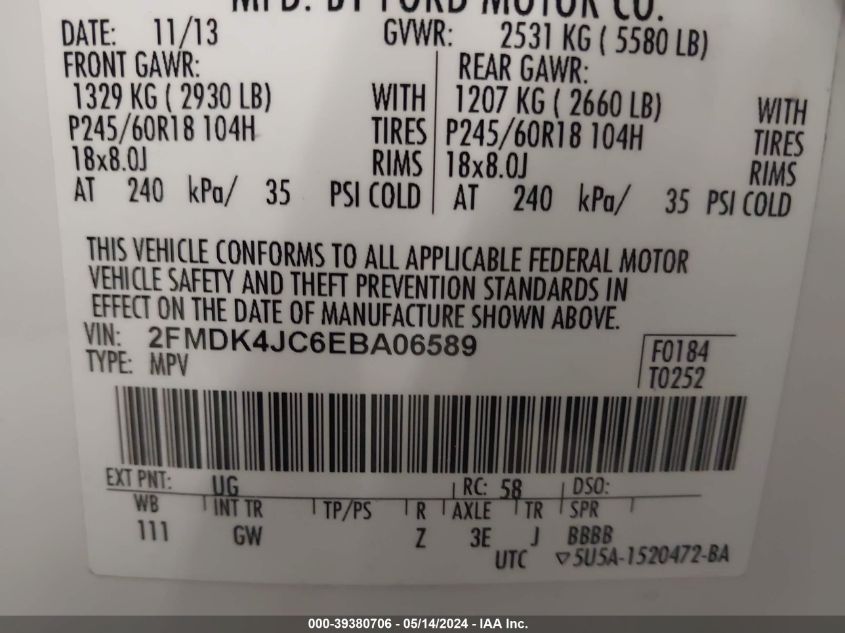 MFD. BY FORD MOTOR CO.
DATE: 11/13 GVWR: 2531 KG ( 5580 LB)
FRONT GAWR: REAR GAWR:
1329 KG ( 2930 LB) WITH 1207 KG ( 2660 LB) WITH
P245/60R18 104H TIRES P245/60R18 104H TIRES
18x8.0J RIMS 18x8.0J RIMS
AT 240 kPa/ 35 PSI COLD AT 240 kPa/ 35 PSI COLD
THIS VEHICLE CONFORMS TO ALL APPLICABLE FEDERAL MOTOR
VEHICLE SAFETY AND THEFT PREVENTION STANDARDS IN
EFFECT ON THE DATE OF MANUFACTURE SHOWN ABOVE.
VIN: 2FMDK4JC6EBA06589 F0184
TYPE: MPV T0252
EXT PNT: UG RC: 58 DSO:
WB INT TR TP/PS R AXLE TR SPR
111 GW Z 3E J BBBB
UTC ▽5U5A-1520472-BA
000-39380706 - 05/14/2024 - IAA Inc.